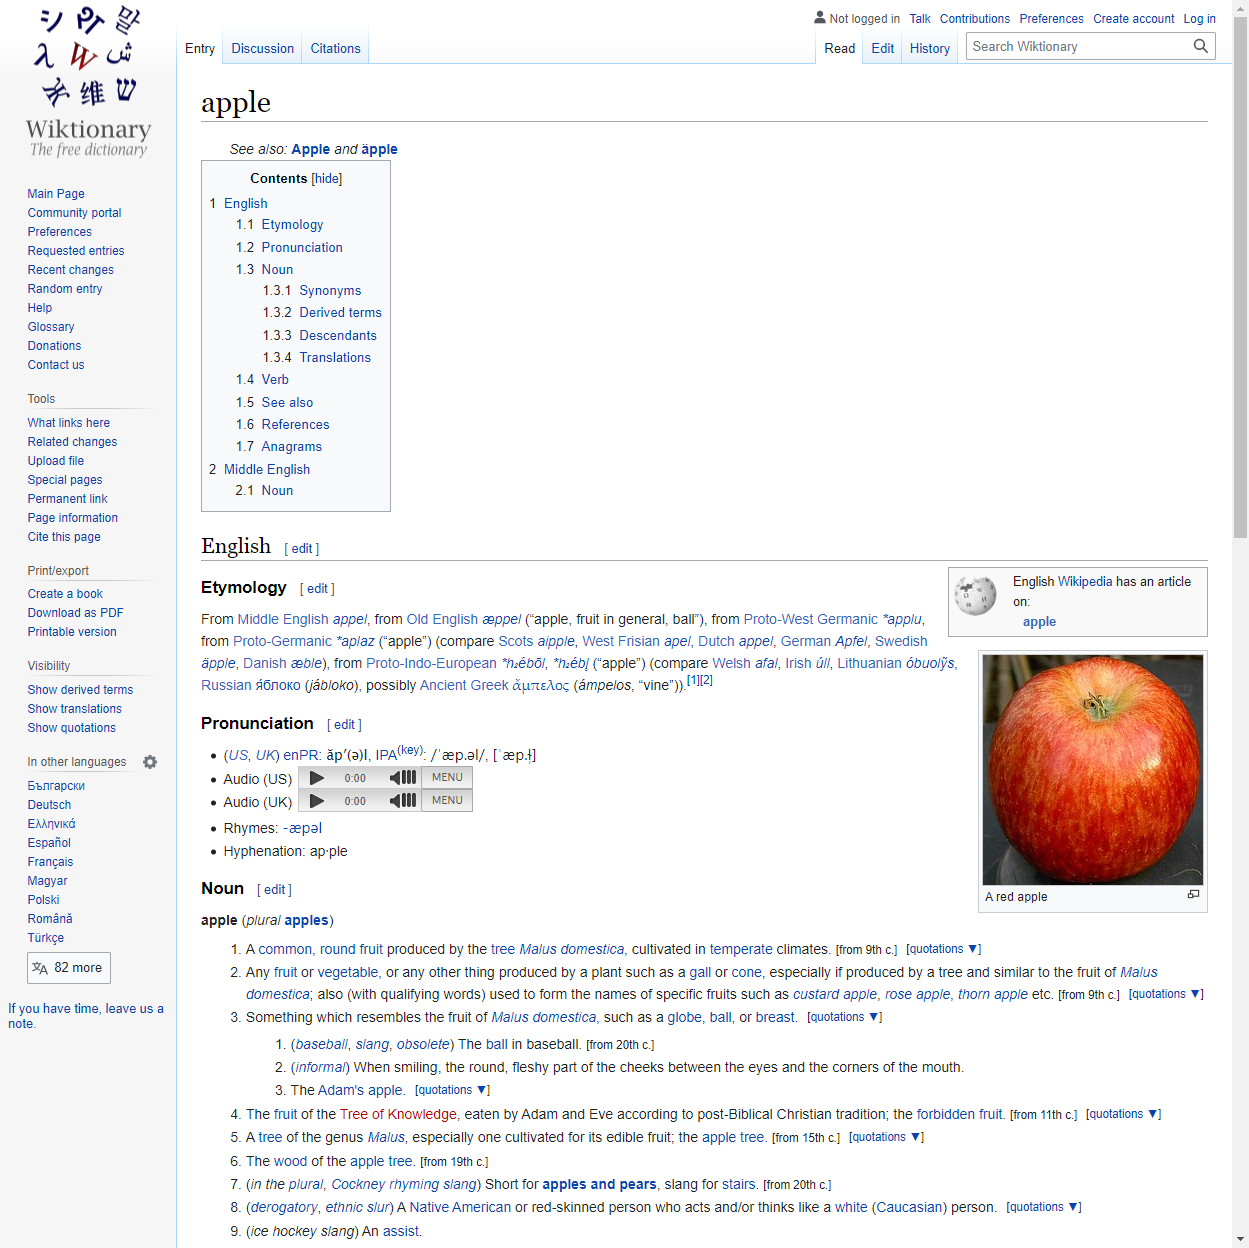 Not logged in Talk Contributions Preferences Create account Log in
Entry Discussion Citations Read Edit History Search Wiktionary
Wiktionary
The free dictionary
Main Page
Community portal
Preferences
Requested entries
Recent changes
Random entry
Help
Glossary
Donations
Contact us
Tools
What links here
Related changes
Upload file
Special pages
Permanent link
Page information
Cite this page
Print/export
Create a book
Download as PDF
Printable version
Visibility
Show derived terms
Show translations
Show quotations
In other languages
Български
Deutsch
Ελληνικά
Español
Français
Magyar
Polski
Română
Türkçe
82 more
If you have time, leave us a
note.
apple
See also: Apple and äpple
Contents [hide]
1 English
1.1 Etymology
1.2 Pronunciation
1.3 Noun
1.3.1 Synonyms
1.3.2 Derived terms
1.3.3 Descendants
1.3.4 Translations
1.4 Verb
1.5 See also
1.6 References
1.7 Anagrams
2 Middle English
2.1 Noun
English [ edit ]
English Wikipedia has an article
on:
apple
Etymology [ edit ]
From Middle English appel, from Old English æppel (“apple, fruit in general, ball”), from Proto-West Germanic *applu,
from Proto-Germanic *aplaz (“apple”) (compare Scots aipple, West Frisian apel, Dutch appel, German Apfel, Swedish
äpple, Danish æble), from Proto-Indo-European *h₂ébōl, *h₂ébl̥ (“apple”) (compare Welsh afal, Irish úll, Lithuanian óbuolỹs,
Russian я́блоко (jábloko), possibly Ancient Greek ἄμπελος (ámpelos, “vine”)).[1][2]
A red apple
Pronunciation [ edit ]
• (US, UK) enPR: ăp′(ə)l, IPA(key): /ˈæp.əl/, [ˈæp.ɫ̩]
• Audio (US) 0:00 MENU
• Audio (UK) 0:00 MENU
• Rhymes: -æpəl
• Hyphenation: ap‧ple
Noun [ edit ]
apple (plural apples)
1. A common, round fruit produced by the tree Malus domestica, cultivated in temperate climates. [from 9th c.] [quotations ▼]
2. Any fruit or vegetable, or any other thing produced by a plant such as a gall or cone, especially if produced by a tree and similar to the fruit of Malus
domestica; also (with qualifying words) used to form the names of specific fruits such as custard apple, rose apple, thorn apple etc. [from 9th c.] [quotations ▼]
3. Something which resembles the fruit of Malus domestica, such as a globe, ball, or breast. [quotations ▼]
1. (baseball, slang, obsolete) The ball in baseball. [from 20th c.]
2. (informal) When smiling, the round, fleshy part of the cheeks between the eyes and the corners of the mouth.
3. The Adam's apple. [quotations ▼]
4. The fruit of the Tree of Knowledge, eaten by Adam and Eve according to post-Biblical Christian tradition; the forbidden fruit. [from 11th c.] [quotations ▼]
5. A tree of the genus Malus, especially one cultivated for its edible fruit; the apple tree. [from 15th c.] [quotations ▼]
6. The wood of the apple tree. [from 19th c.]
7. (in the plural, Cockney rhyming slang) Short for apples and pears, slang for stairs. [from 20th c.]
8. (derogatory, ethnic slur) A Native American or red-skinned person who acts and/or thinks like a white (Caucasian) person. [quotations ▼]
9. (ice hockey slang) An assist.